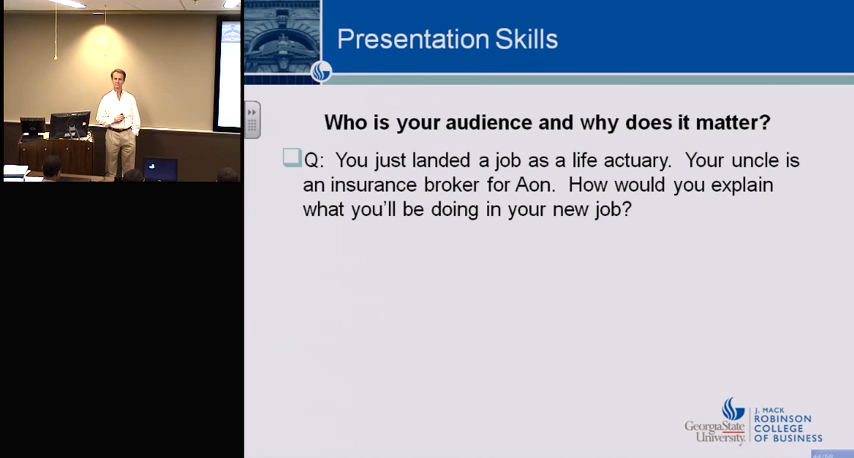 Presentation Skills
Who is your audience and why does it matter?
Q: You just landed a job as a life actuary. Your uncle is
an insurance broker for Aon. How would you explain
what you'll be doing in your new job?
GeorgiaState
University
J. MACK
ROBINSON
COLLEGE
OF BUSINESS